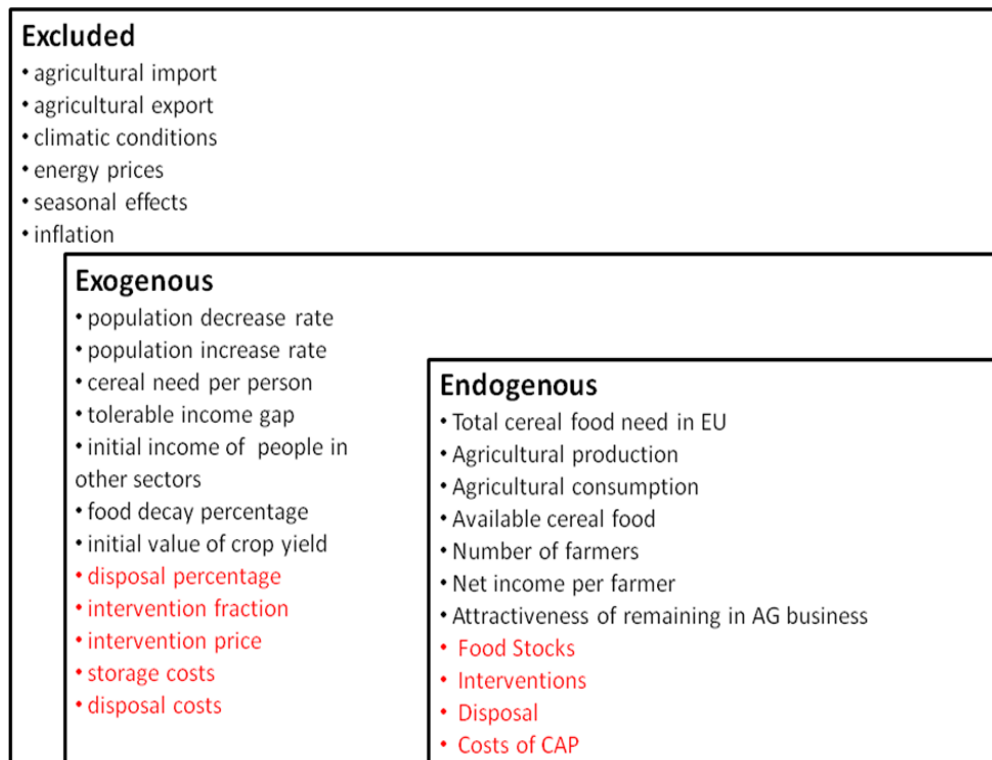 Excluded
• agricultural import
• agricultural export
• climatic conditions
• energy prices
• seasonal effects
• inflation
Exogenous
• population decrease rate
• population increase rate
• cereal need per person
• tolerable income gap
• initial income of people in
other sectors
• food decay percentage
• initial value of crop yield
• disposal percentage
• intervention fraction
• intervention price
• storage costs
• disposal costs
Endogenous
• Total cereal food need in EU
• Agricultural production
• Agricultural consumption
• Available cereal food
• Number of farmers
• Net income per farmer
• Attractiveness of remaining in AG business
• Food Stocks
• Interventions
• Disposal
• Costs of CAP